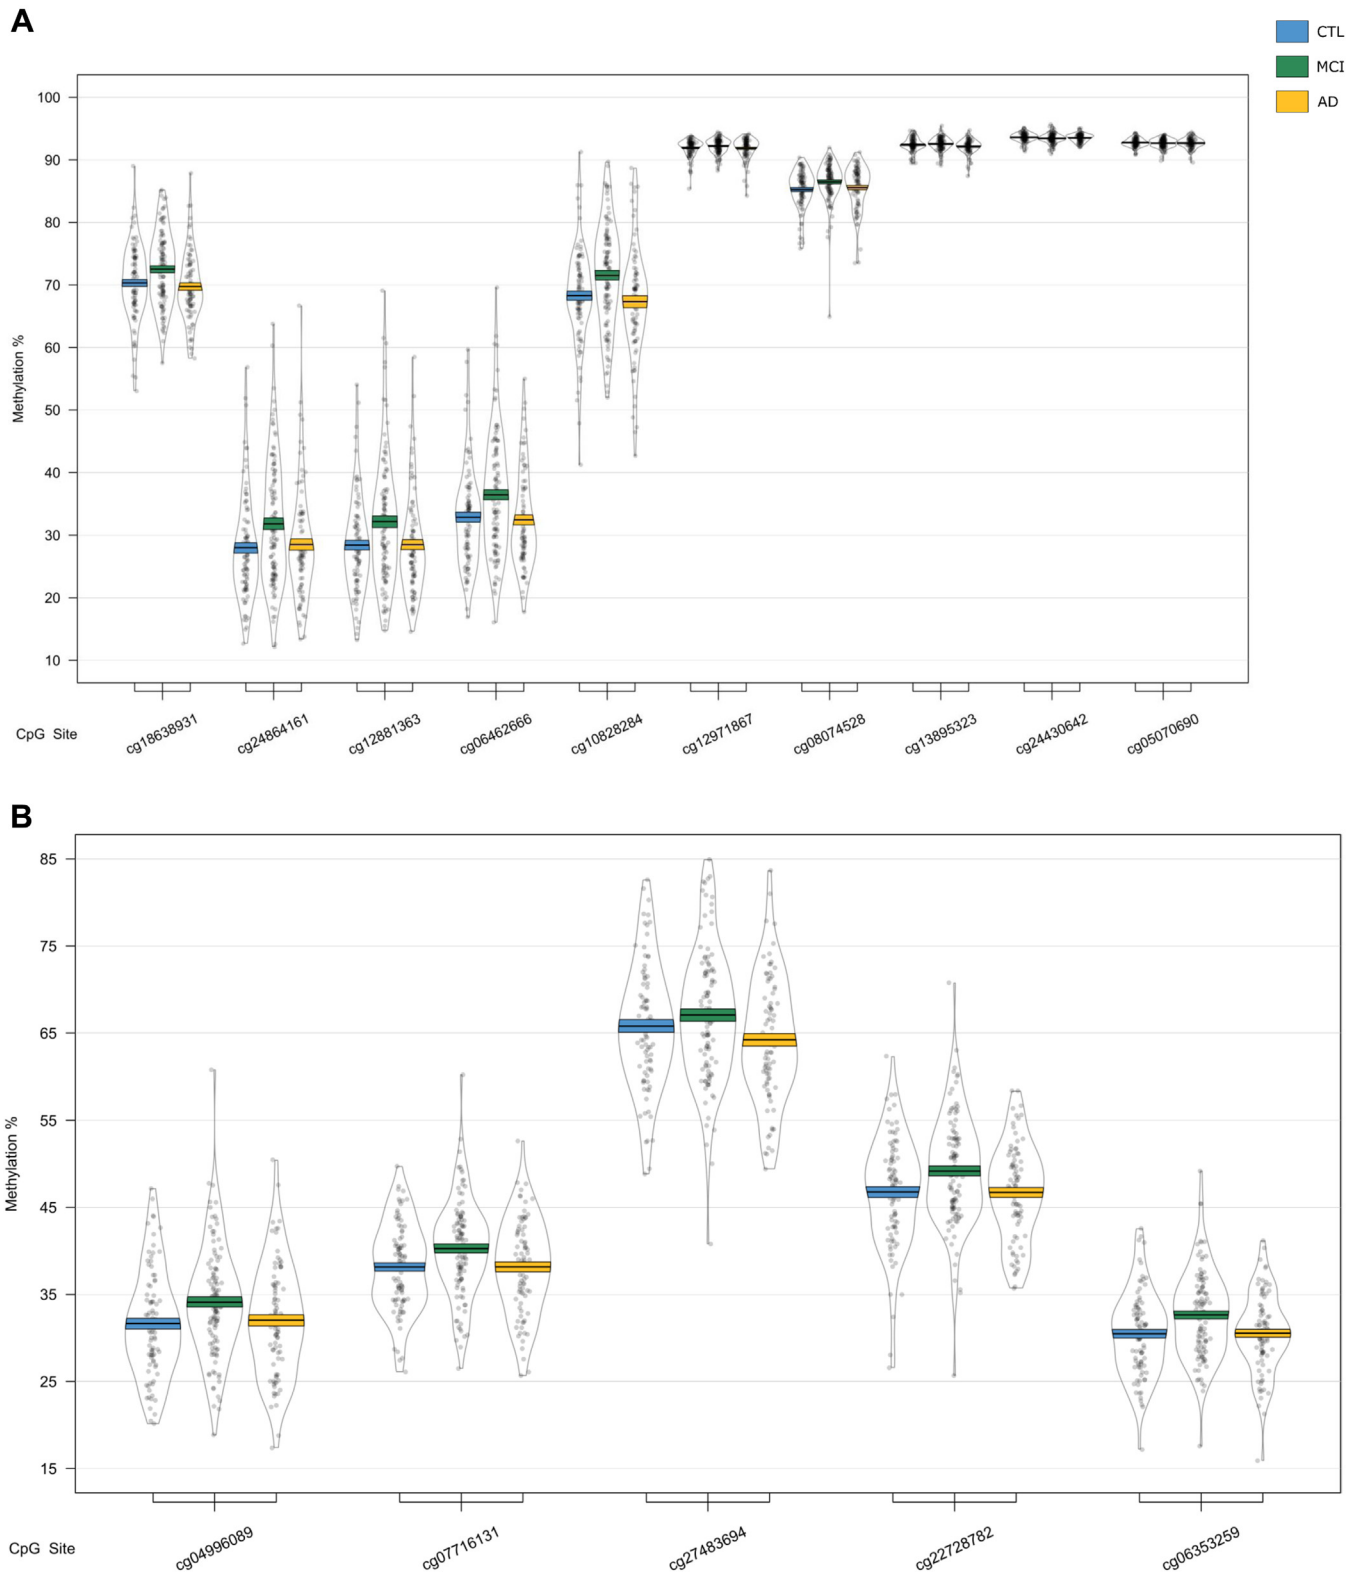 A
CTL
MCI
AD
100
90
80
70
60
50
40
30
20
10
Methylation %
CpG Site
cg18638931
cg24864161
cg12881363
cg06462666
cg10828284
cg12971867
cg08074528
cg13895323
cg24430642
cg05070690
B
85
75
65
55
45
35
25
15
Methylation %
CpG Site
cg04996089
cg07716131
cg27483694
cg22728782
cg06353259